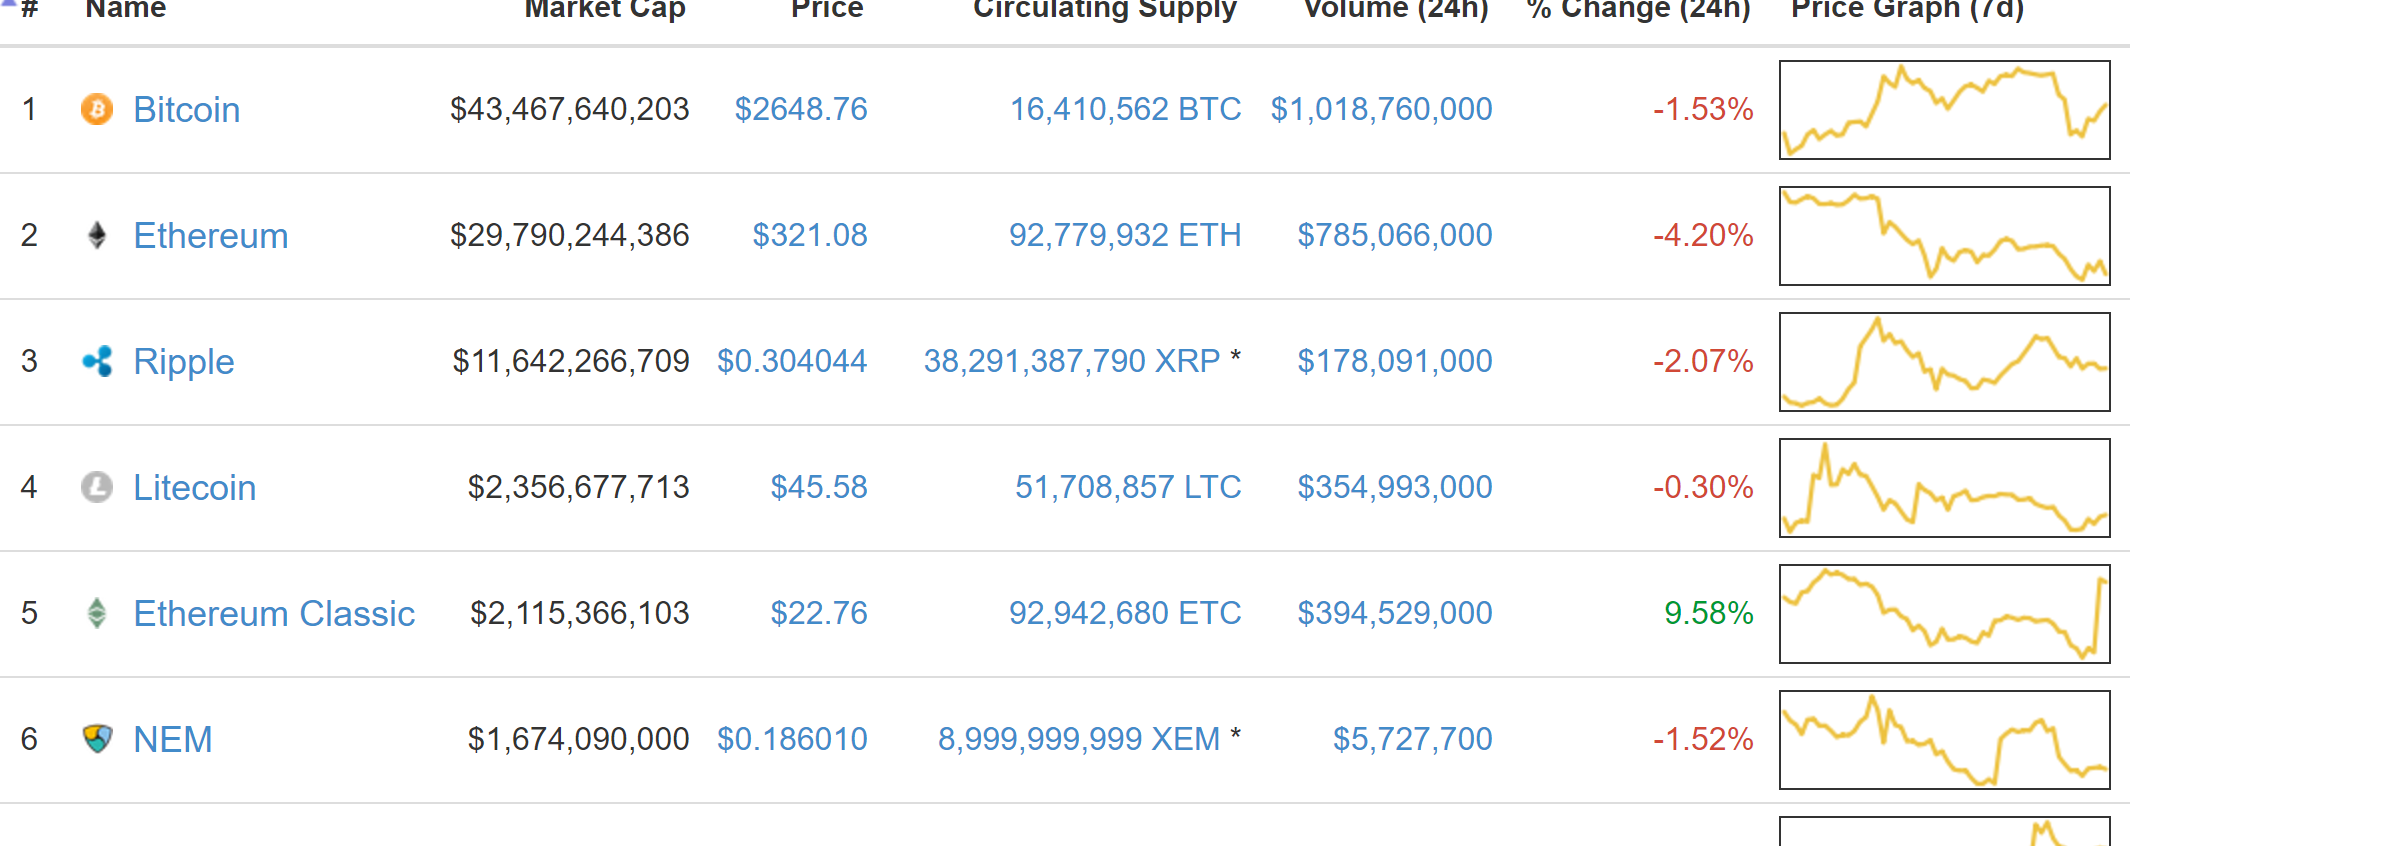 # Name Market Cap Price Circulating Supply Volume (24h) % Change (24h) Price Graph (7d)
1 Bitcoin $43,467,640,203 $2648.76 16,410,562 BTC $1,018,760,000 -1.53%
2 Ethereum $29,790,244,386 $321.08 92,779,932 ETH $785,066,000 -4.20%
3 Ripple $11,642,266,709 $0.304044 38,291,387,790 XRP * $178,091,000 -2.07%
4 Litecoin $2,356,677,713 $45.58 51,708,857 LTC $354,993,000 -0.30%
5 Ethereum Classic $2,115,366,103 $22.76 92,942,680 ETC $394,529,000 9.58%
6 NEM $1,674,090,000 $0.186010 8,999,999,999 XEM * $5,727,700 -1.52%